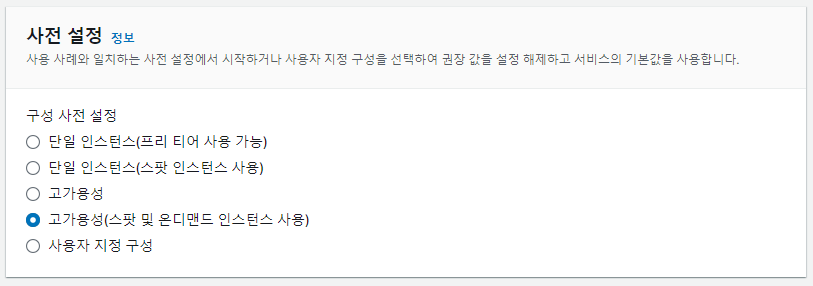 사전 설정 정보
사용 사례와 일치하는 사전 설정에서 시작하거나 사용자 지정 구성을 선택하여 권장 값을 설정 해제하고 서비스의 기본값을 사용합니다.
구성 사전 설정
단일 인스턴스(프리 티어 사용 가능)
단일 인스턴스(스팟 인스턴스 사용)
고가용성
고가용성(스팟 및 온디맨드 인스턴스 사용)
사용자 지정 구성